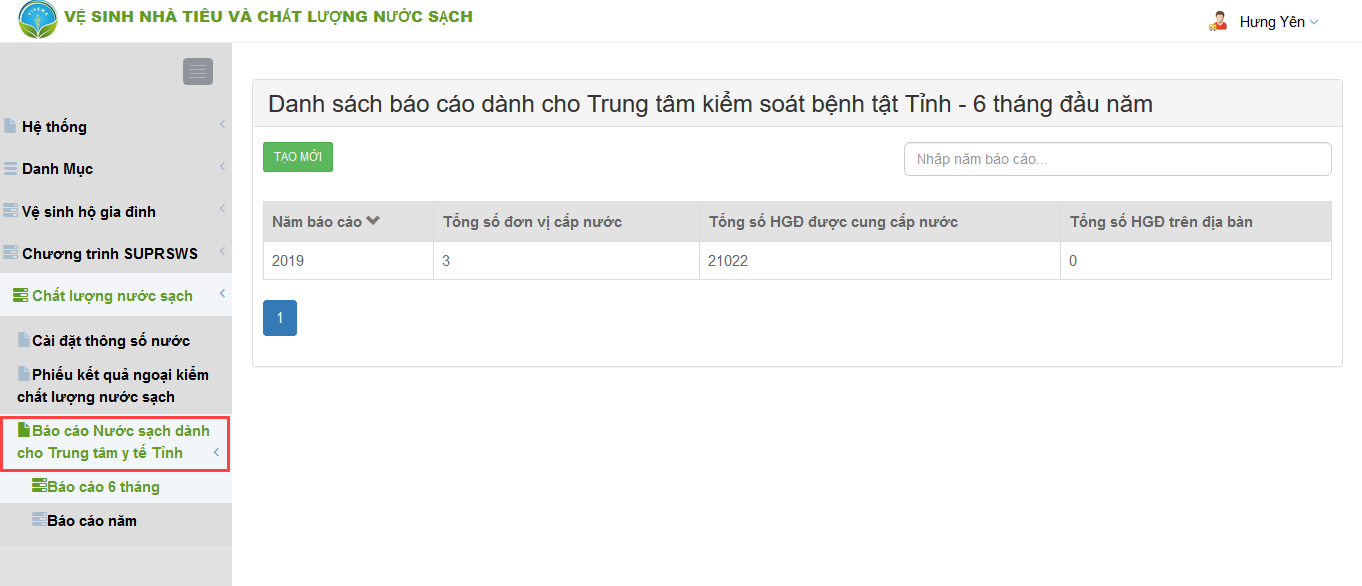 VỆ SINH NHÀ TIÊU VÀ CHẤT LƯỢNG NƯỚC SẠCH
Hưng Yên
Hệ thống
Danh Mục
Vệ sinh hộ gia đình
Chương trình SUPRSWS
Chất lượng nước sạch
Cài đặt thông số nước
Phiếu kết quả ngoại kiểm
chất lượng nước sạch
Báo cáo Nước sạch dành
cho Trung tâm y tế Tỉnh
Báo cáo 6 tháng
Báo cáo năm
Danh sách báo cáo dành cho Trung tâm kiểm soát bệnh tật Tỉnh - 6 tháng đầu năm
TẠO MỚI
Nhập năm báo cáo...
Năm báo cáo Tổng số đơn vị cấp nước Tổng số HGĐ được cung cấp nước Tổng số HGĐ trên địa bàn
2019 3 21022 0
1